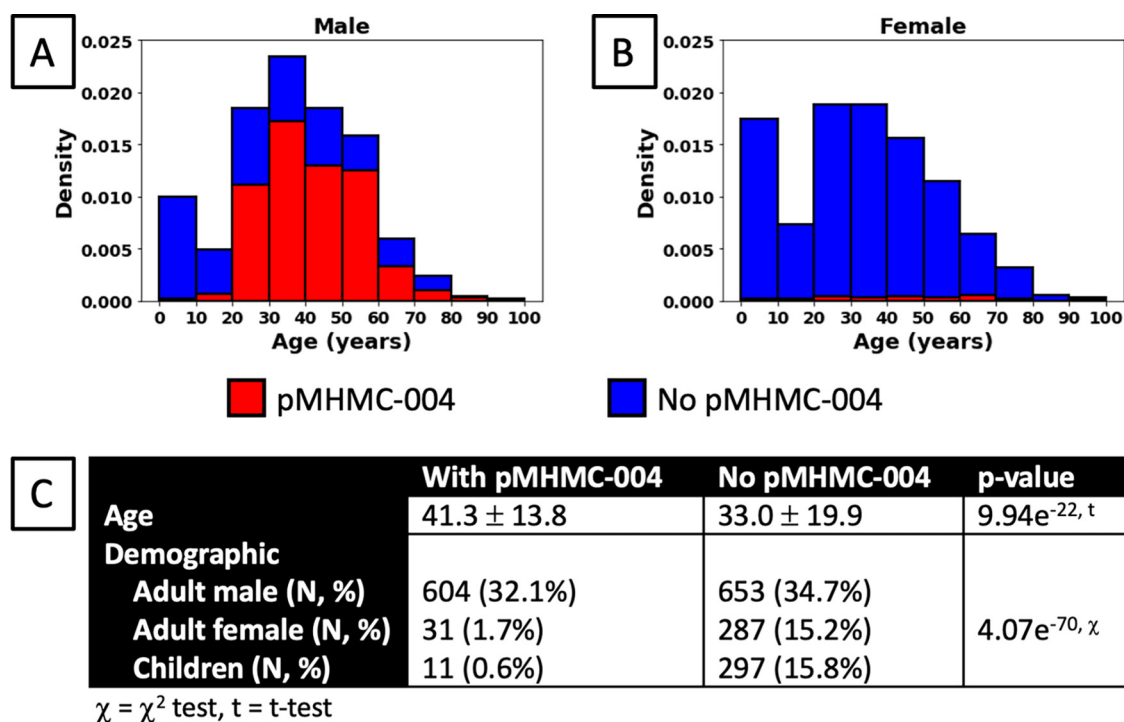 A
Male
Density
0.025
0.020
0.015
0.010
0.005
0.000
0 10 20 30 40 50 60 70 80 90 100
Age (years)
B
Female
Density
0.025
0.020
0.015
0.010
0.005
0.000
0 10 20 30 40 50 60 70 80 90 100
Age (years)
pMHMC-004 No pMHMC-004
C
With pMHMC-004 No pMHMC-004 p-value
Age 41.3 ± 13.8 33.0 ± 19.9 9.94e-22, t
Demographic
Adult male (N, %) 604 (32.1%) 653 (34.7%)
Adult female (N, %) 31 (1.7%) 287 (15.2%) 4.07e-70, χ
Children (N, %) 11 (0.6%) 297 (15.8%)
χ = χ² test, t = t-test